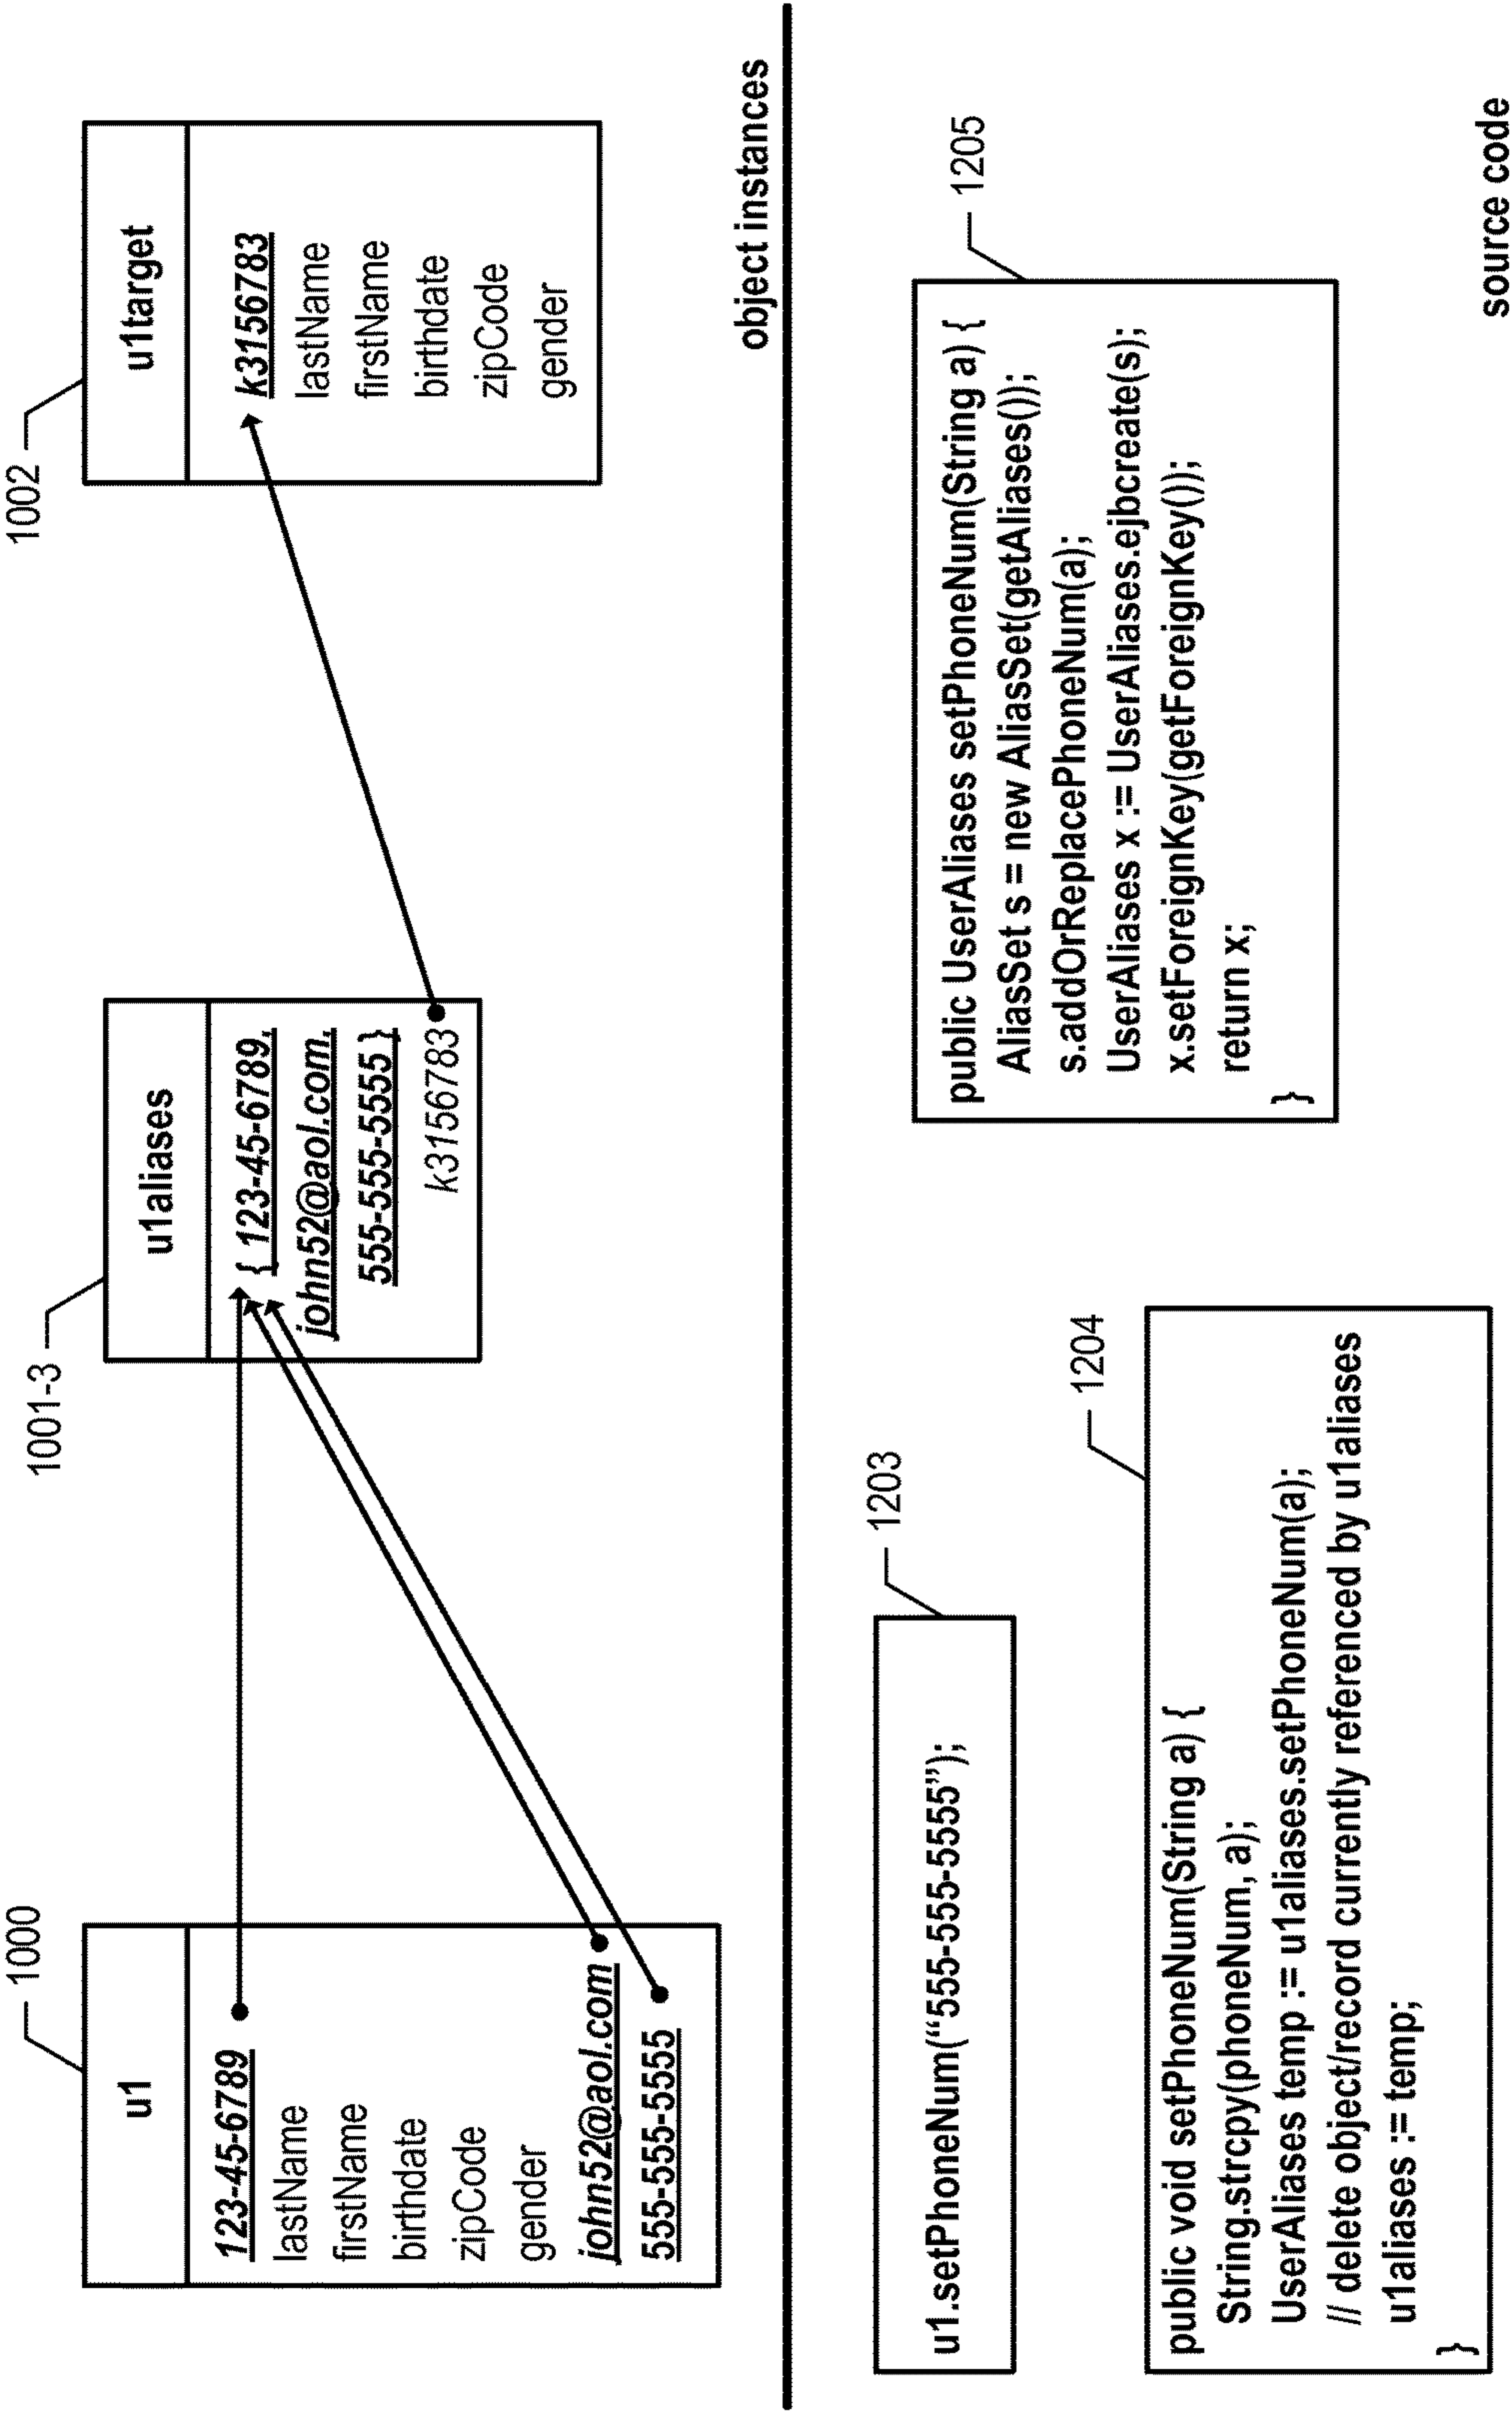 1000
u1
123-45-6789
lastName
firstName
birthdate
zipCode
gender
john52@aol.com
555-555-5555
1001-3
u1aliases
{ 123-45-6789,
john52@aol.com,
555-555-5555 }
k3156783
1002
u1target
k3156783
lastName
firstName
birthdate
zipCode
gender
object instances
1203
u1.setPhoneNum(“555-555-5555”);
1204
public void setPhoneNum(String a) {
String.strcpy(phoneNum, a);
UserAliases temp := u1aliases.setPhoneNum(a);
// delete object/record currently referenced by u1aliases
u1aliases := temp;
}
1205
public UserAliases setPhoneNum(String a) {
AliasSet s = new AliasSet(getAliases());
s.addOrReplacePhoneNum(a);
UserAliases x := UserAliases.ejbcreate(s);
x.setForeignKey(getForeignKey());
return x;
}
source code